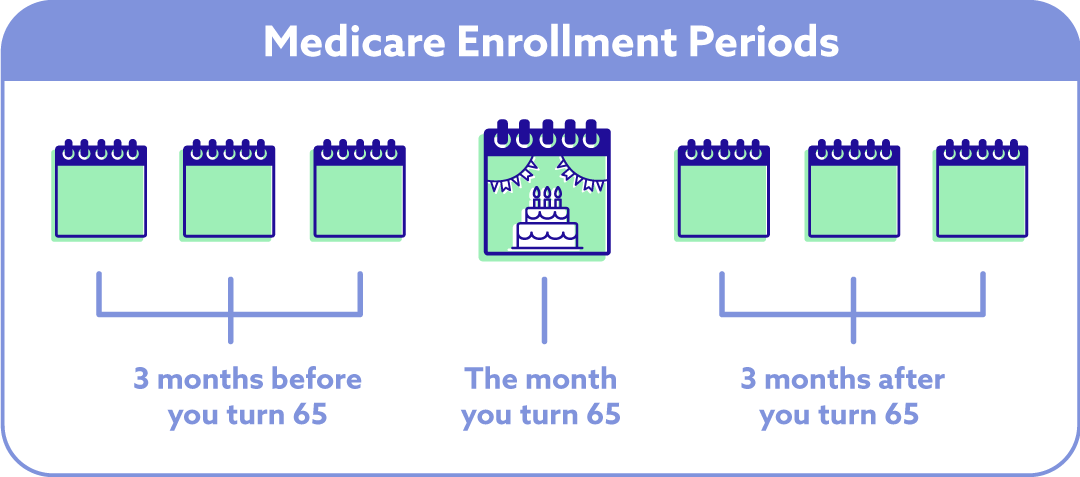 Medicare Enrollment Periods
3 months before
you turn 65
The month
you turn 65
3 months after
you turn 65